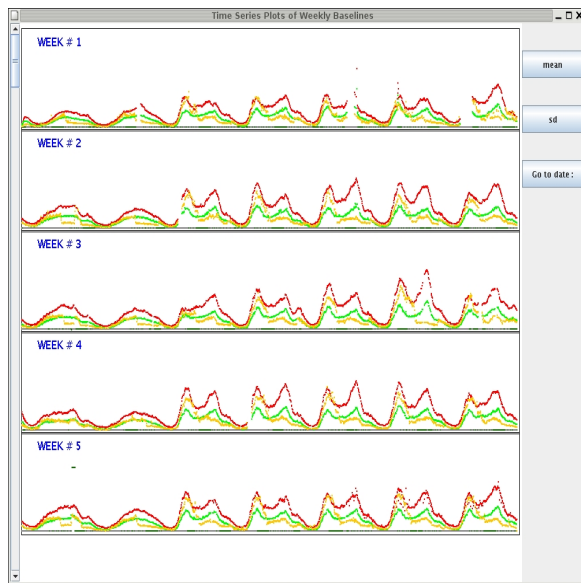 Time Series Plots of Weekly Baselines
WEEK # 1
mean
sd
WEEK # 2
Go to date :
WEEK # 3
WEEK # 4
WEEK # 5